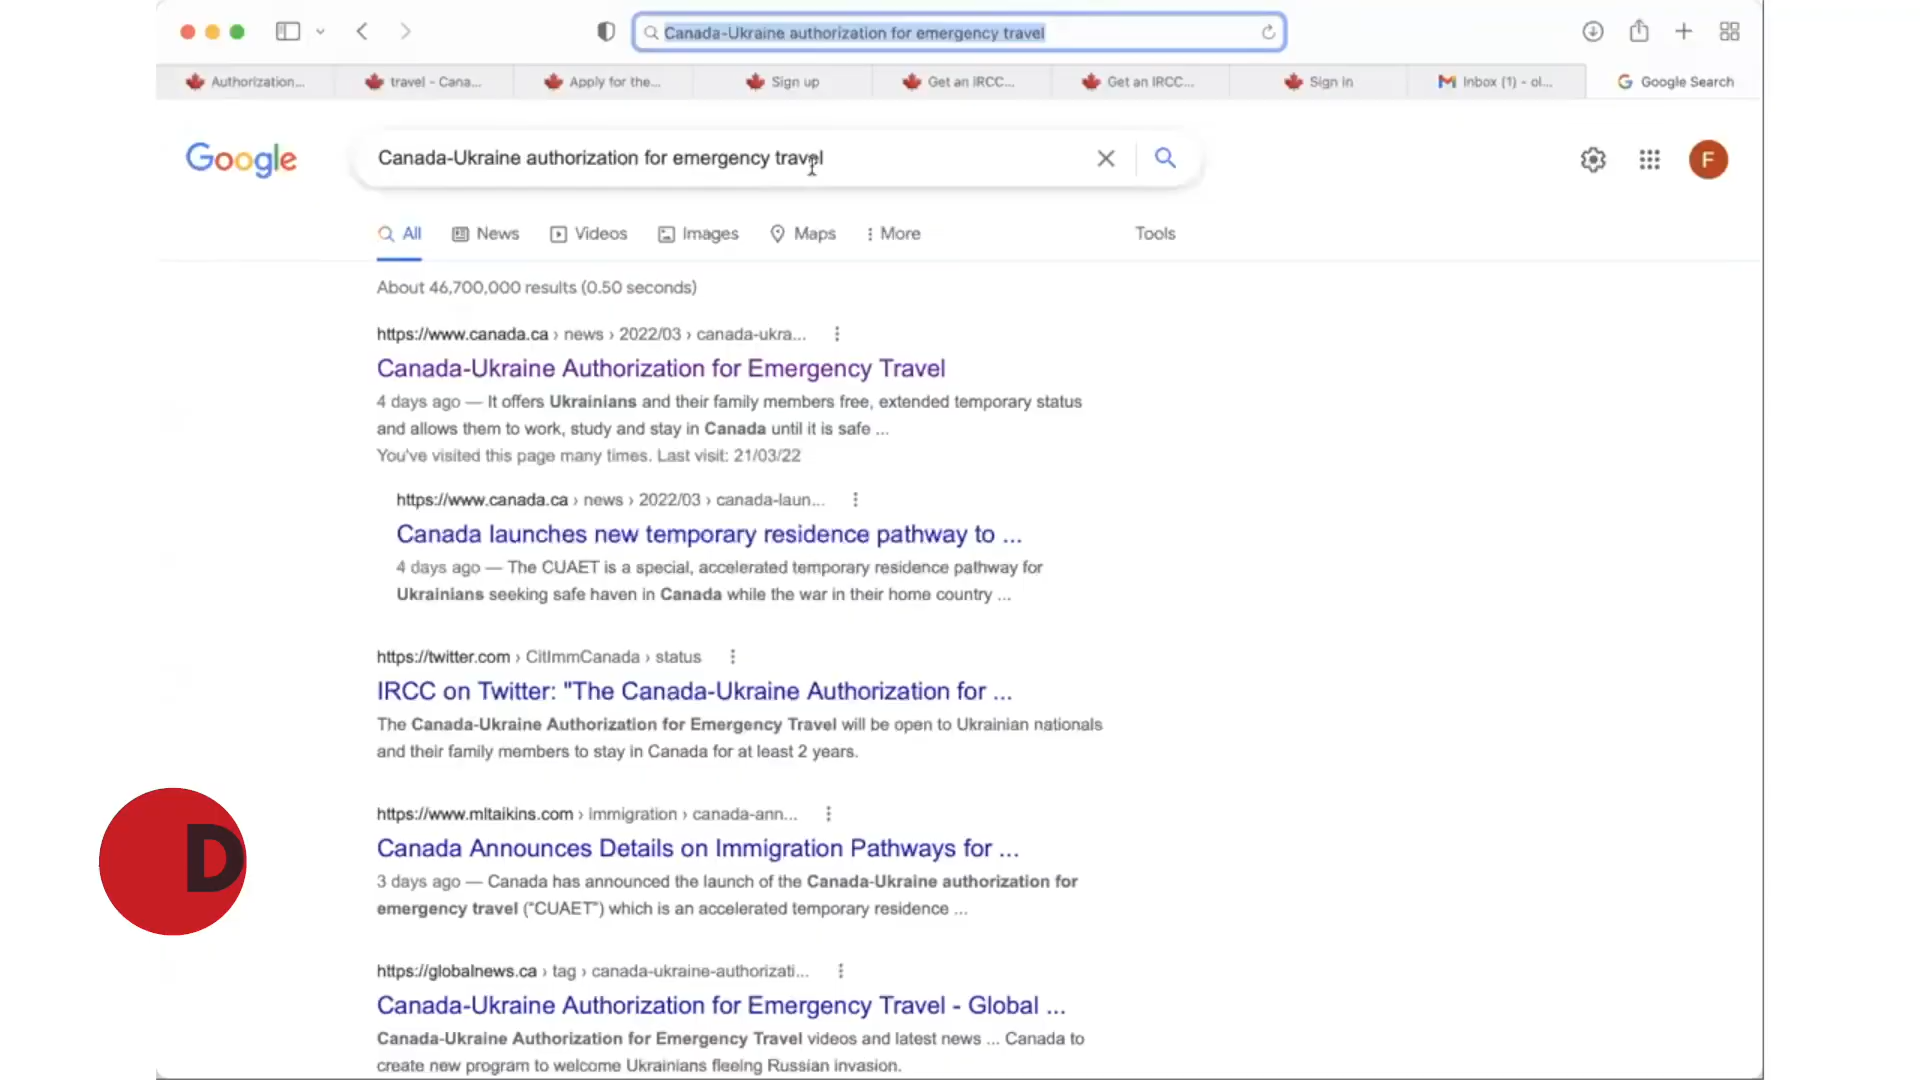 Canada-Ukraine authorization for emergency travel
Authorization...
travel - Cana...
Apply for the...
Sign up
Get an IRCC...
Get an IRCC...
Sign in
Inbox (1) - ol...
Google Search
Google
Canada-Ukraine authorization for emergency travel
F
All
News
Videos
Images
Maps
More
Tools
About 46,700,000 results (0.50 seconds)
https://www.canada.ca › news › 2022/03 › canada-ukra...
Canada-Ukraine Authorization for Emergency Travel
4 days ago — It offers Ukrainians and their family members free, extended temporary status
and allows them to work, study and stay in Canada until it is safe ...
You've visited this page many times. Last visit: 21/03/22
https://www.canada.ca › news › 2022/03 › canada-laun...
Canada launches new temporary residence pathway to ...
4 days ago — The CUAET is a special, accelerated temporary residence pathway for
Ukrainians seeking safe haven in Canada while the war in their home country ...
https://twitter.com › CitImmCanada › status
IRCC on Twitter: "The Canada-Ukraine Authorization for ...
The Canada-Ukraine Authorization for Emergency Travel will be open to Ukrainian nationals
and their family members to stay in Canada for at least 2 years.
https://www.mltaikins.com › immigration › canada-ann...
Canada Announces Details on Immigration Pathways for ...
3 days ago — Canada has announced the launch of the Canada-Ukraine authorization for
emergency travel ("CUAET") which is an accelerated temporary residence ...
D
https://globalnews.ca › tag › canada-ukraine-authorizati...
Canada-Ukraine Authorization for Emergency Travel - Global ...
Canada-Ukraine Authorization for Emergency Travel videos and latest news ... Canada to
create new program to welcome Ukrainians fleeing Russian invasion.